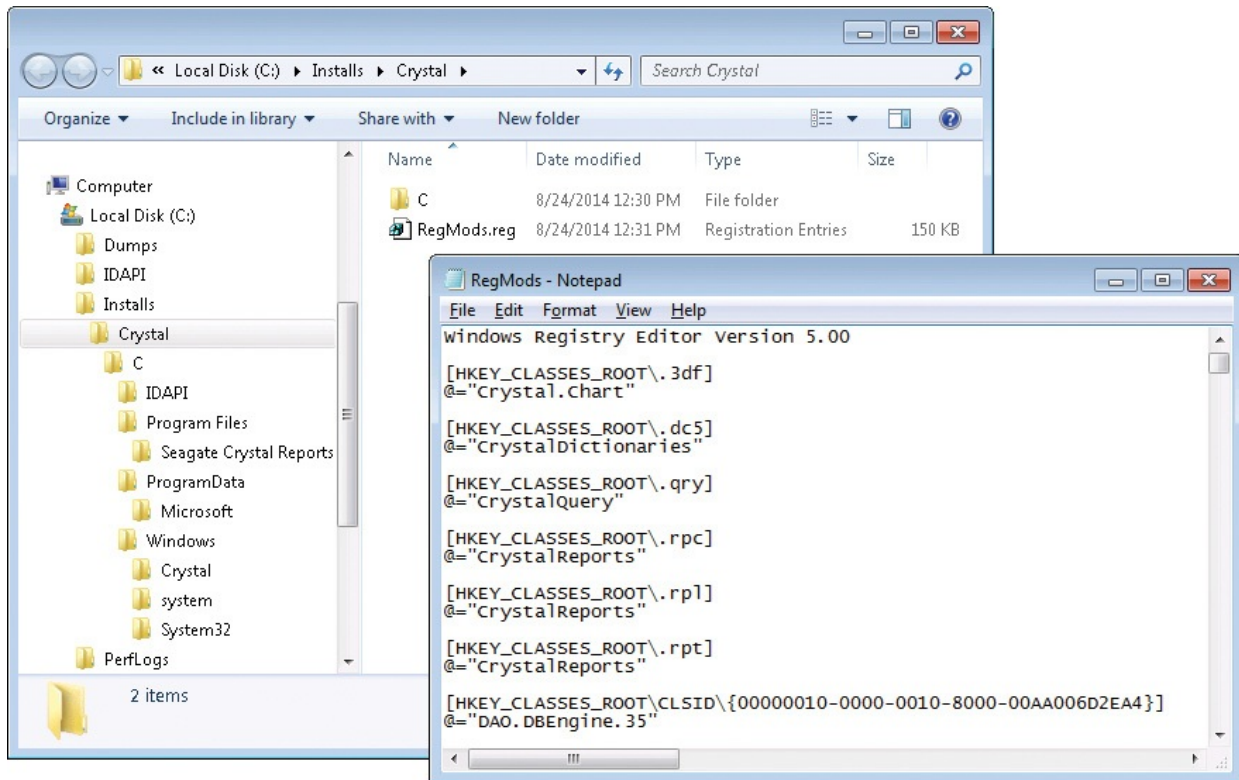 « Local Disk (C:) ▸ Installs ▸ Crystal ▸
Search Crystal
Organize ▾ Include in library ▾ Share with ▾ New folder
Name Date modified Type Size
C 8/24/2014 12:30 PM File folder
RegMods.reg 8/24/2014 12:31 PM Registration Entries 150 KB
Computer
Local Disk (C:)
Dumps
IDAPI
Installs
Crystal
C
IDAPI
Program Files
Seagate Crystal Reports
ProgramData
Microsoft
Windows
Crystal
system
System32
PerfLogs
2 items
RegMods - Notepad
File Edit Format View Help
Windows Registry Editor Version 5.00
[HKEY_CLASSES_ROOT\.3df]
@="Crystal.Chart"
[HKEY_CLASSES_ROOT\.dc5]
@="CrystalDictionaries"
[HKEY_CLASSES_ROOT\.qry]
@="CrystalQuery"
[HKEY_CLASSES_ROOT\.rpc]
@="CrystalReports"
[HKEY_CLASSES_ROOT\.rpl]
@="CrystalReports"
[HKEY_CLASSES_ROOT\.rpt]
@="CrystalReports"
[HKEY_CLASSES_ROOT\CLSID\{00000010-0000-0010-8000-00AA006D2EA4}]
@="DAO.DBEngine.35"